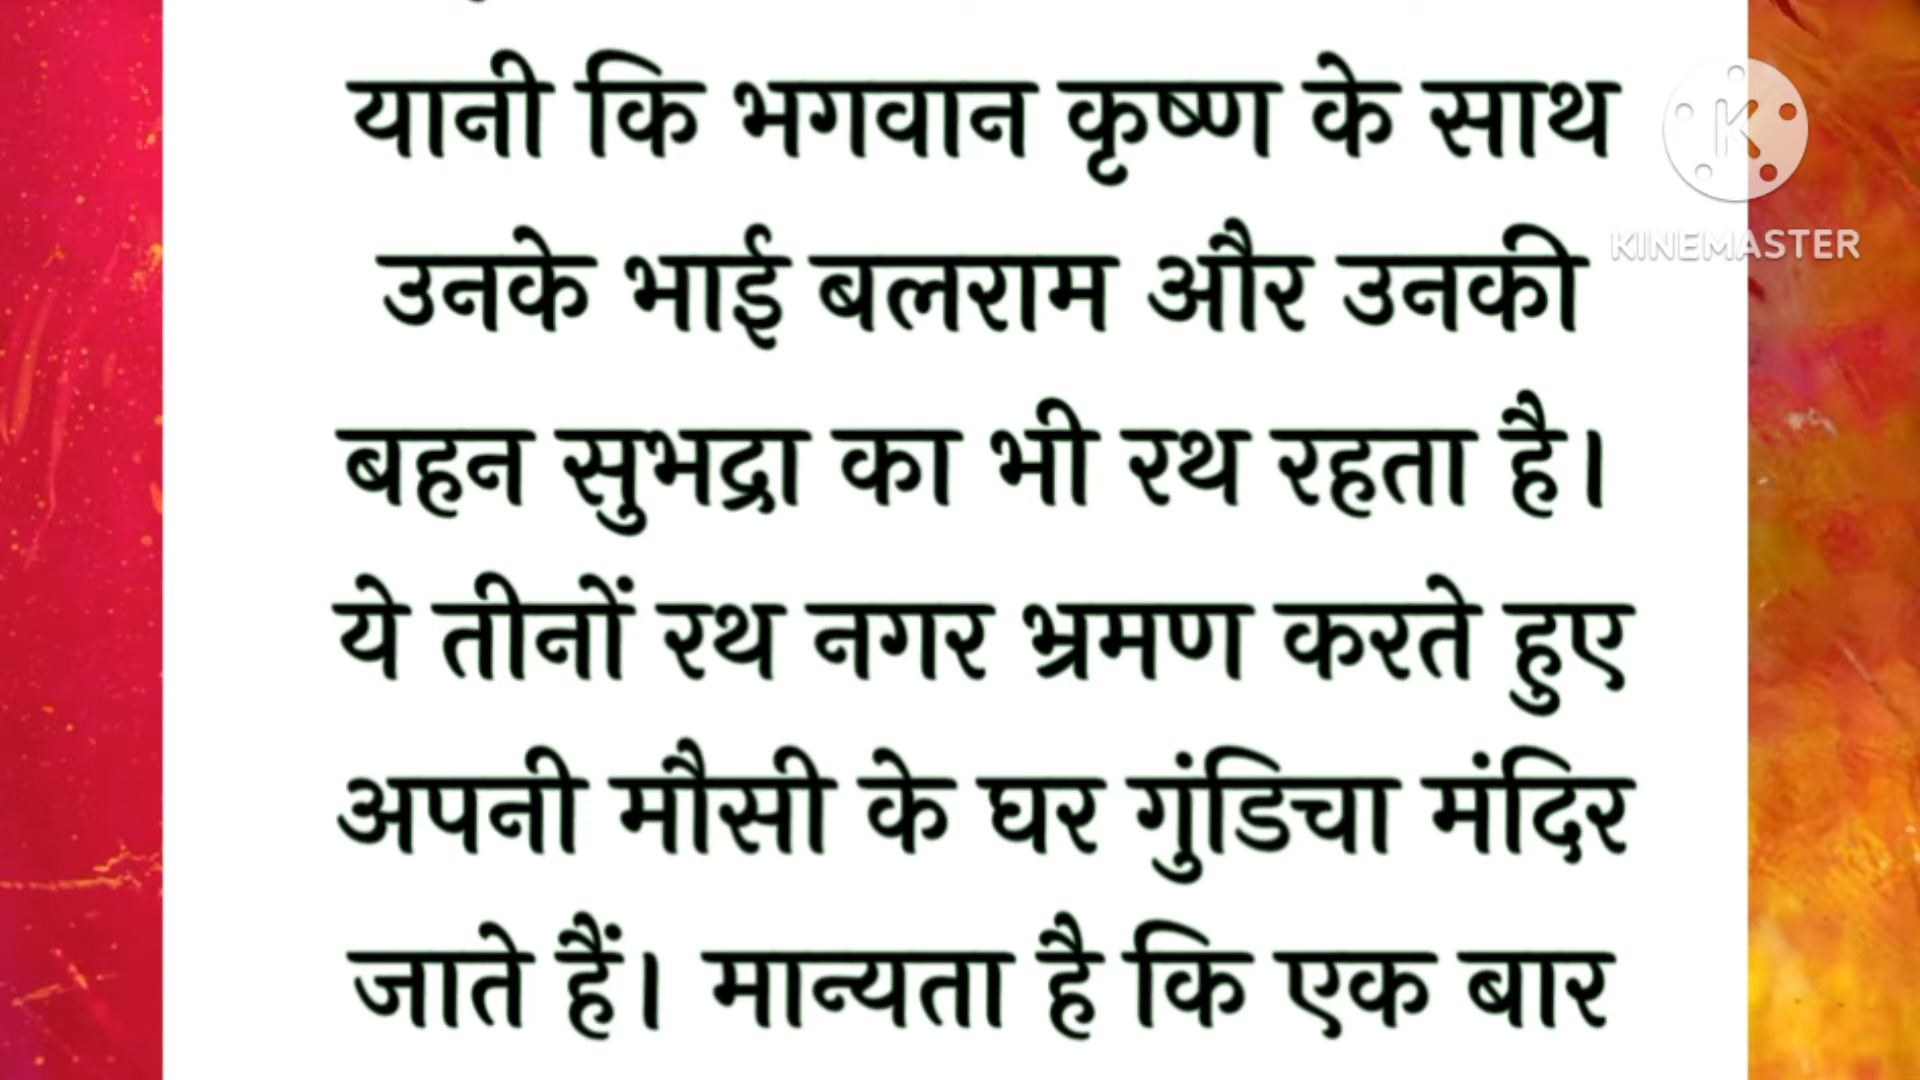 यानी कि भगवान कृष्ण के साथ
उनके भाई बलराम और उनकी
बहन सुभद्रा का भी रथ रहता है।
ये तीनों रथ नगर भ्रमण करते हुए
अपनी मौसी के घर गुंडिचा मंदिर
जाते हैं। मान्यता है कि एक बार
K
KINEMASTER